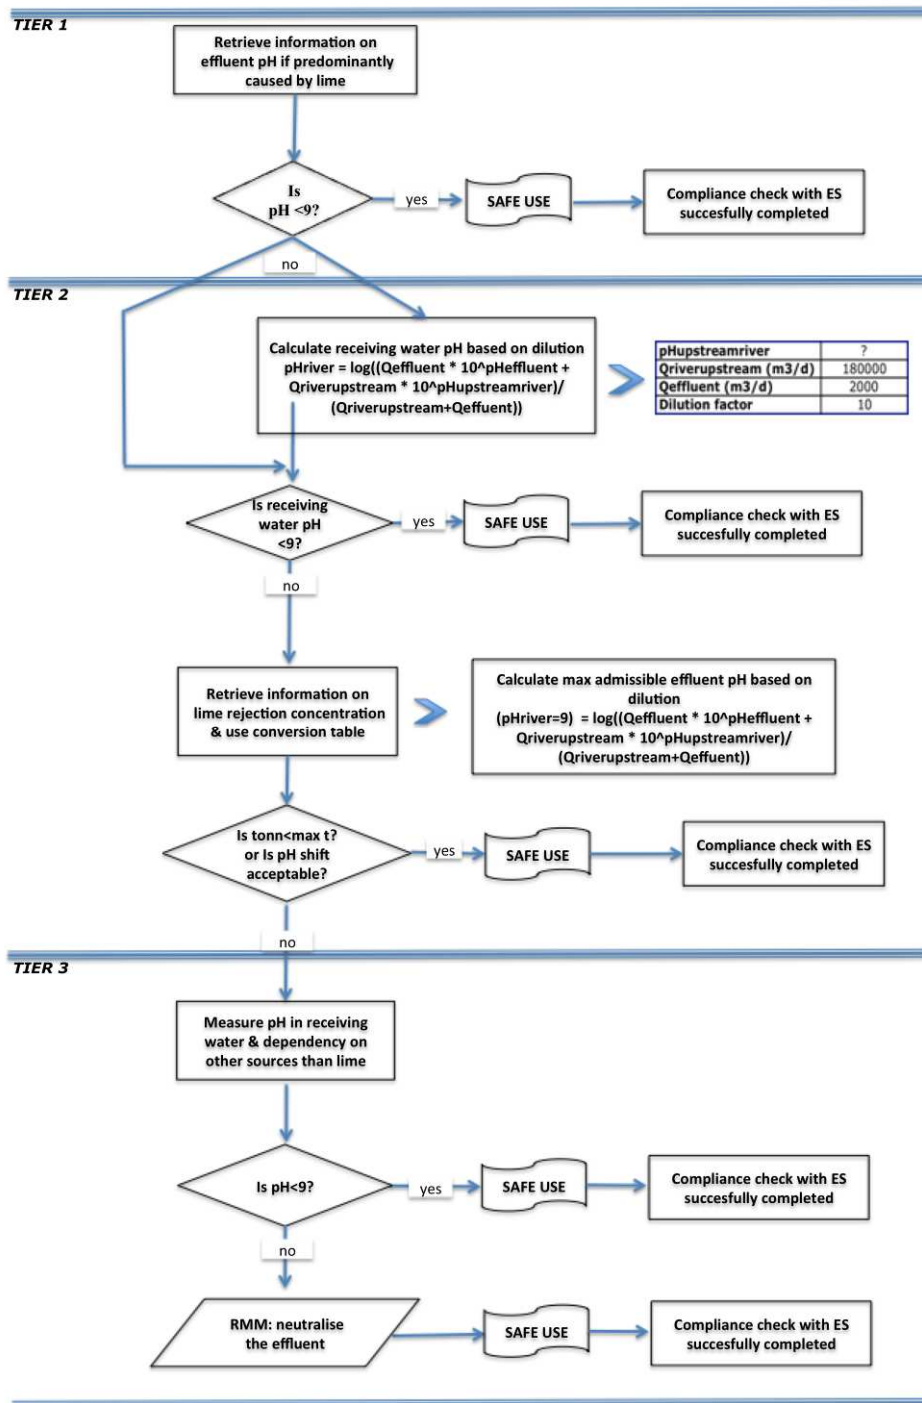 TIER 1
Retrieve information on
effluent pH if predominantly
caused by lime
Is
pH <9?
yes
SAFE USE
Compliance check with ES
succesfully completed
no
TIER 2
Calculate receiving water pH based on dilution
pHriver = log((Qeffluent * 10^pHeffluent +
Qriverupstream * 10^pHupstreamriver)/
(Qriverupstream+Qeffuent))
pHupstreamriver ?
Qriverupstream (m3/d) 180000
Qeffluent (m3/d) 2000
Dilution factor 10
Is receiving
water pH
<9?
yes
SAFE USE
Compliance check with ES
succesfully completed
no
Retrieve information on
lime rejection concentration
& use conversion table
Calculate max admissible effluent pH based on
dilution
(pHriver=9) = log((Qeffluent * 10^pHeffluent +
Qriverupstream * 10^pHupstreamriver)/
(Qriverupstream+Qeffuent))
Is tonn<max t?
or Is pH shift
acceptable?
yes
SAFE USE
Compliance check with ES
succesfully completed
no
TIER 3
Measure pH in receiving
water & dependency on
other sources than lime
Is pH<9?
yes
SAFE USE
Compliance check with ES
succesfully completed
no
RMM: neutralise
the effluent
SAFE USE
Compliance check with ES
succesfully completed